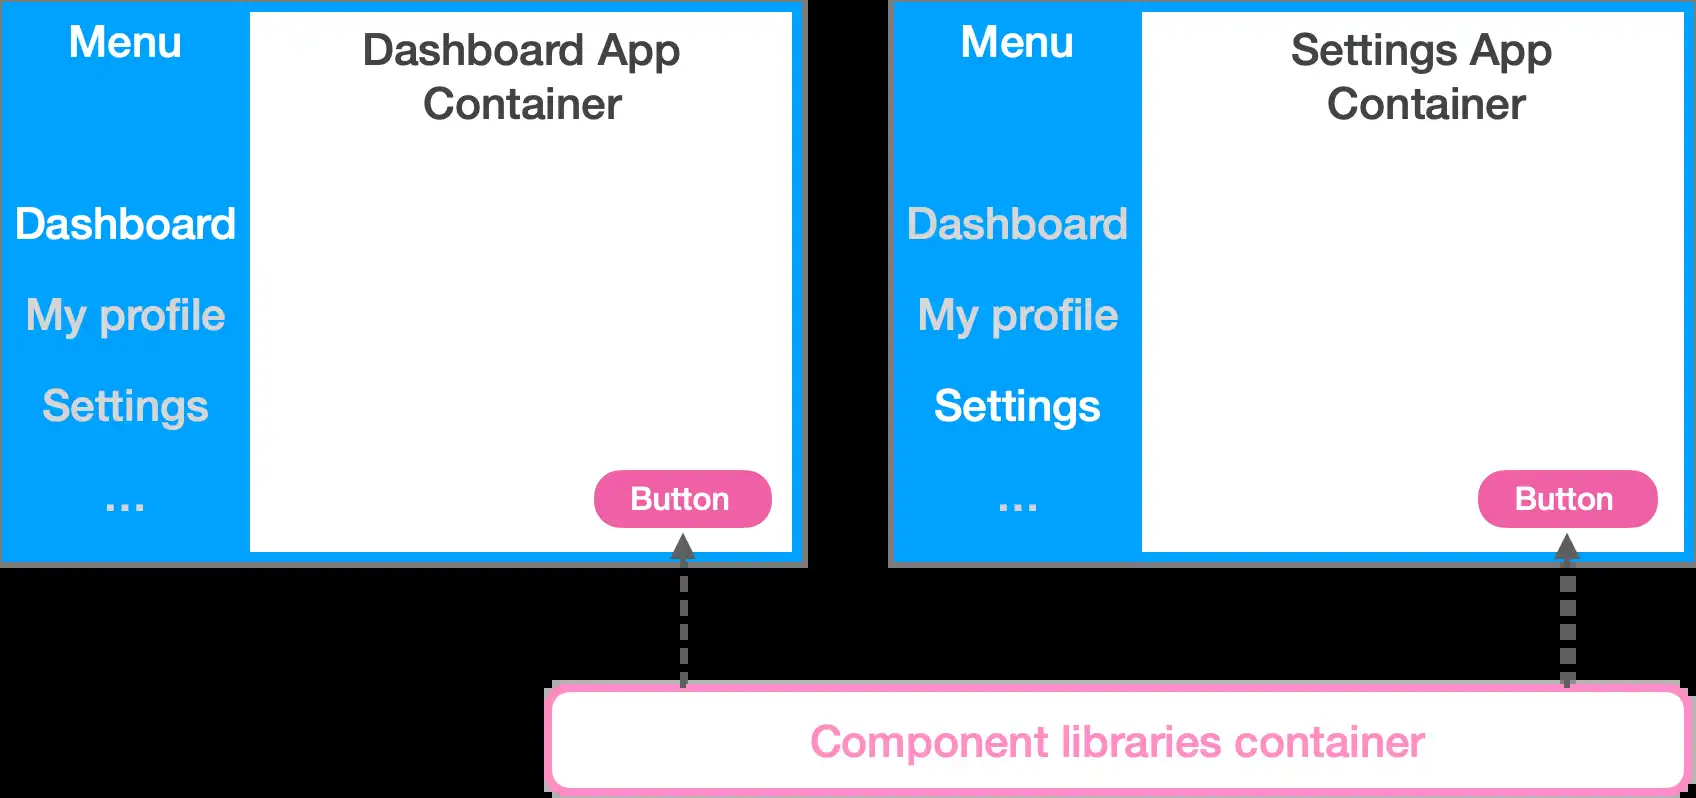 Menu
Dashboard App
Container
Dashboard
My profile
Settings
...
Button
Menu
Settings App
Container
Dashboard
My profile
Settings
...
Button
Component libraries container